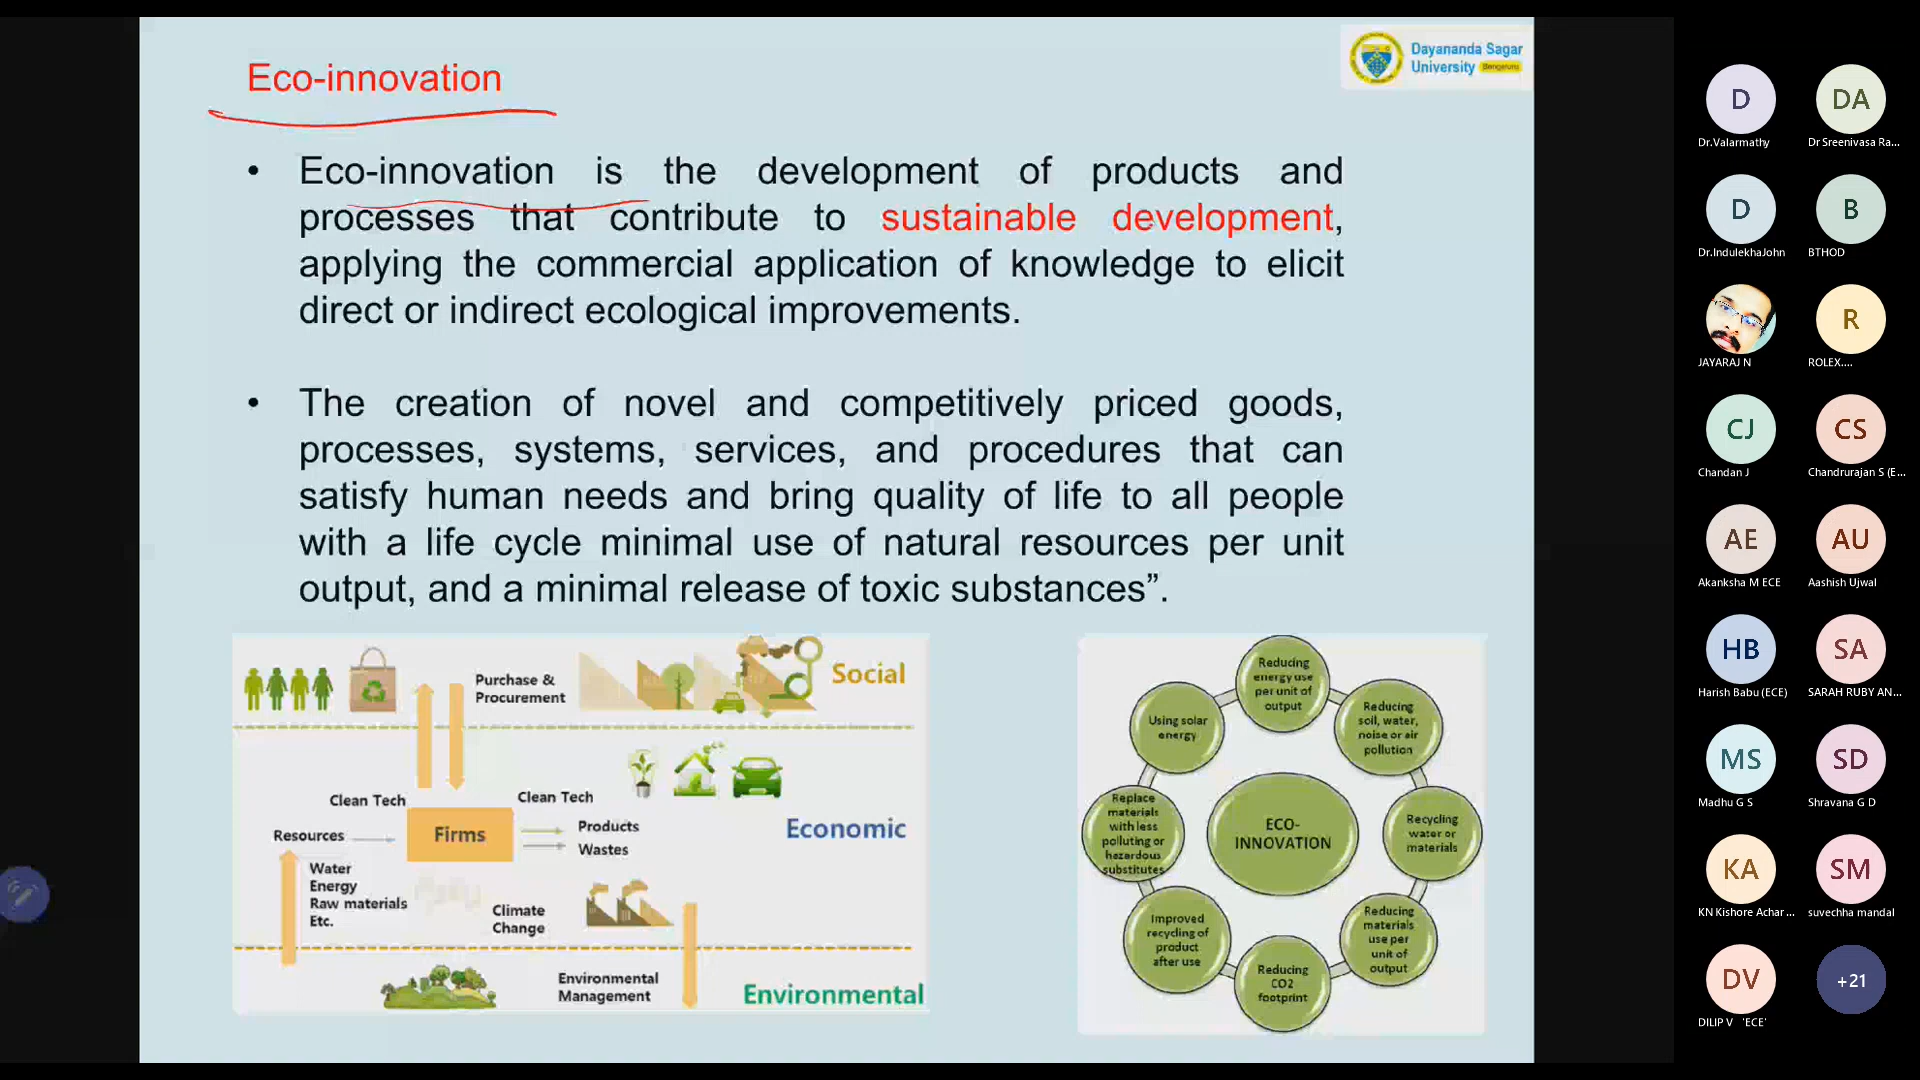 Eco-innovation
Dayananda Sagar
University Bengaluru
• Eco-innovation is the development of products and
processes that contribute to sustainable development,
applying the commercial application of knowledge to elicit
direct or indirect ecological improvements.
• The creation of novel and competitively priced goods,
processes, systems, services, and procedures that can
satisfy human needs and bring quality of life to all people
with a life cycle minimal use of natural resources per unit
output, and a minimal release of toxic substances”.
Purchase &
Procurement
Social
Clean Tech
Clean Tech
Resources
Firms
Products
Wastes
Economic
Water
Energy
Raw materials
Etc.
Climate
Change
Environmental
Management
Environmental
Reducing
energy use
per unit of
output
Reducing
soil, water,
noise or air
pollution
Recycling
water or
materials
Reducing
materials
use per
unit of
output
Reducing
CO2
footprint
Improved
recycling of
product
after use
Replace
materials
with less
polluting or
hazardous
substitutes
Using solar
energy
ECO-
INNOVATION
D
Dr.Valarmathy
DA
Dr Sreenivasa Ra...
D
Dr.IndulekhaJohn
B
BTHOD
JAYARAJ N
R
ROLEX....
CJ
Chandan J
CS
Chandrurajan S (E...
AE
Akanksha M ECE
AU
Aashish Ujwal
HB
Harish Babu (ECE)
SA
SARAH RUBY AN...
MS
Madhu G S
SD
Shravana G D
KA
KN Kishore Achar ...
SM
suvechha mandal
DV
DILIP V 'ECE'
+21